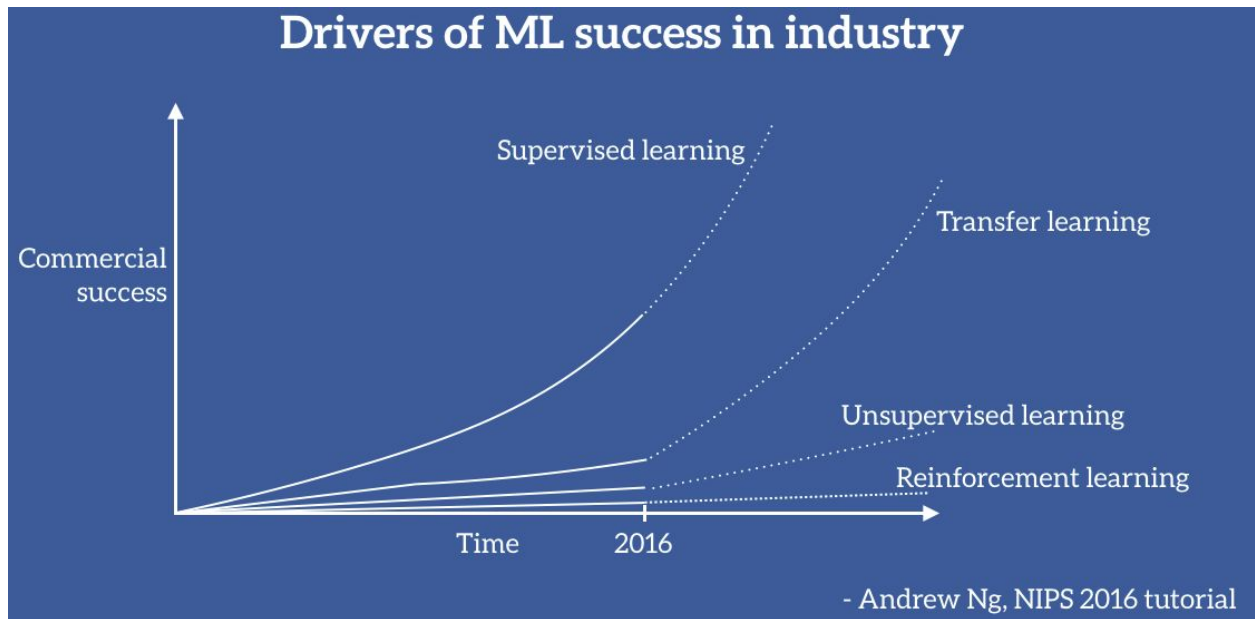 Drivers of ML success in industry
Supervised learning
Transfer learning
Commercial
success
Unsupervised learning
Reinforcement learning
Time
2016
- Andrew Ng, NIPS 2016 tutorial